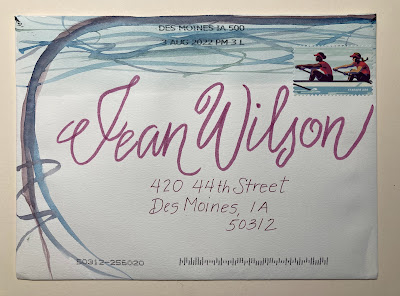 DES MOINES IA 500
3 AUG 2022 PM 3 L
Jean Wilson
420 44th Street
Des Moines, IA
50312
50312-256020